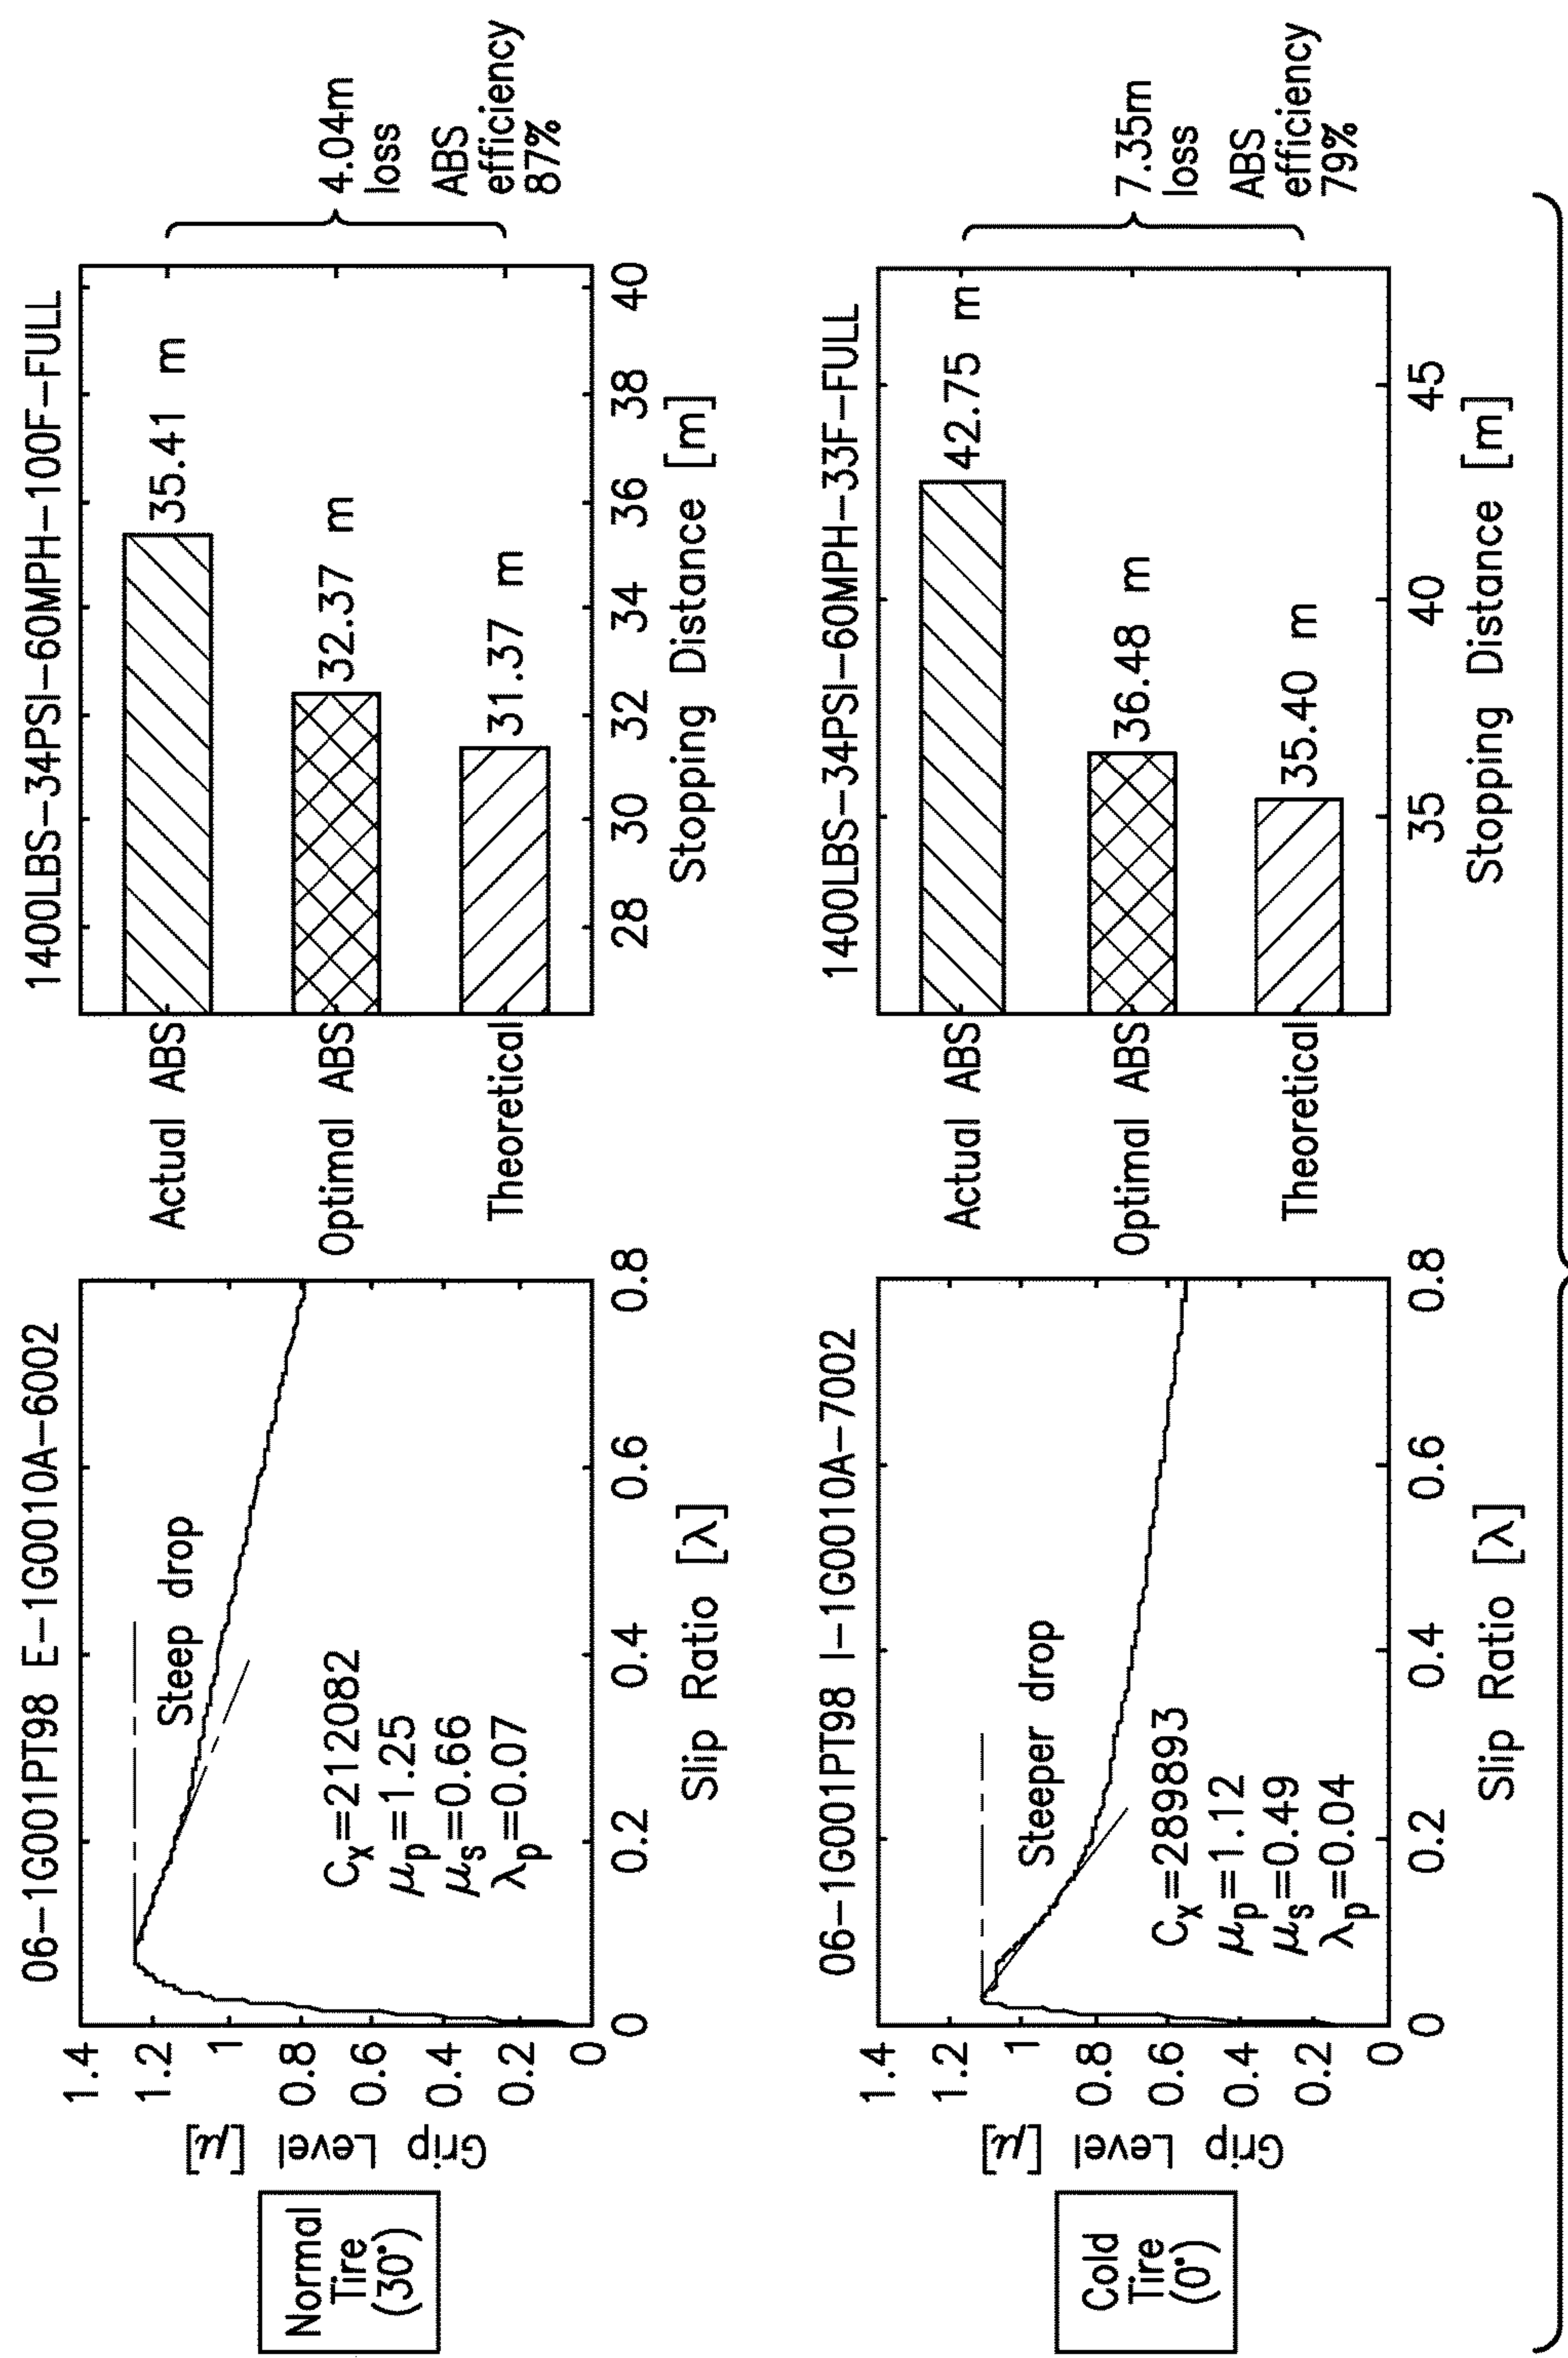 Normal
Tire
(30°)
06-1G001PT98 E-1G0010A-6002
Grip Level [μ]
1.4
1.2
1
0.8
0.6
0.4
0.2
0
Steep drop
Cx=212082
μp=1.25
μs=0.66
λp=0.07
0
0.2
0.4
0.6
0.8
Slip Ratio [λ]
1400LBS-34PSI-60MPH-100F-FULL
Actual ABS
35.41 m
Optimal ABS
32.37 m
Theoretical
31.37 m
28
30
32
34
36
38
40
Stopping Distance [m]
4.04m
loss
ABS
efficiency
87%
Cold
Tire
(0°)
06-1G001PT98 I-1G0010A-7002
Grip Level [μ]
1.4
1.2
1
0.8
0.6
0.4
0.2
0
Steeper drop
Cx=289893
μp=1.12
μs=0.49
λp=0.04
0
0.2
0.4
0.6
0.8
Slip Ratio [λ]
1400LBS-34PSI-60MPH-33F-FULL
Actual ABS
42.75 m
Optimal ABS
36.48 m
Theoretical
35.40 m
35
40
45
Stopping Distance [m]
7.35m
loss
ABS
efficiency
79%